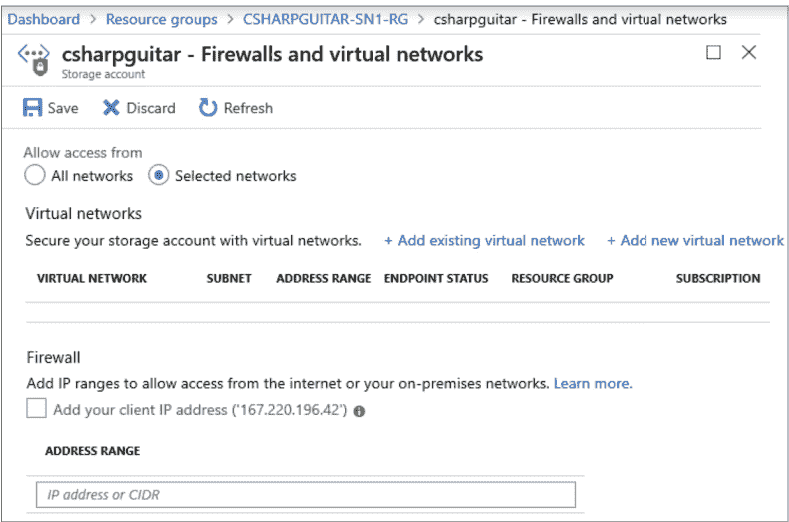 Dashboard > Resource groups > CSHARPGUITAR-SN1-RG > csharpguitar - Firewalls and virtual networks
csharpguitar - Firewalls and virtual networks
Storage account
Save Discard Refresh
Allow access from
All networks Selected networks
Virtual networks
Secure your storage account with virtual networks. + Add existing virtual network + Add new virtual network
VIRTUAL NETWORK SUBNET ADDRESS RANGE ENDPOINT STATUS RESOURCE GROUP SUBSCRIPTION
Firewall
Add IP ranges to allow access from the internet or your on-premises networks. Learn more.
Add your client IP address ('167.220.196.42')
ADDRESS RANGE
IP address or CIDR